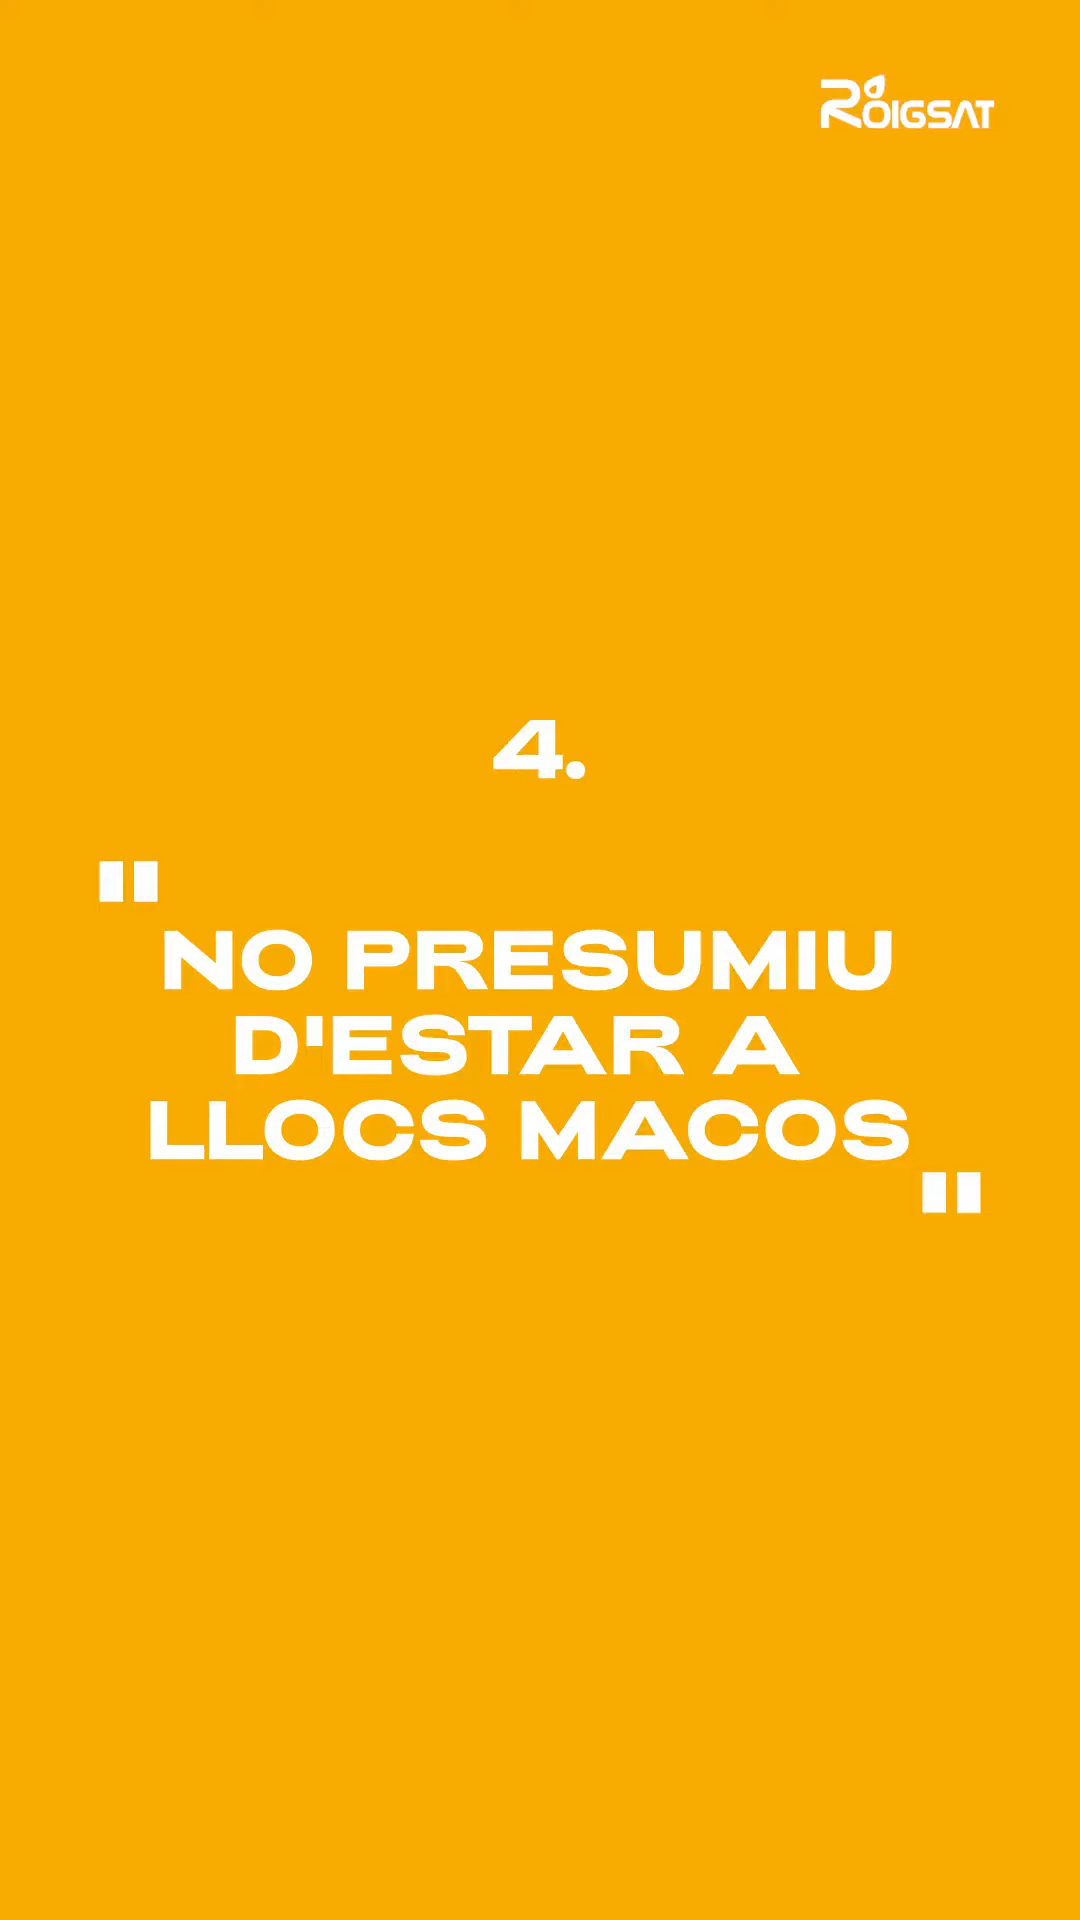 ROIGSAT
4.
"
NO PRESUMIU
D'ESTAR A
LLOCS MACOS
"